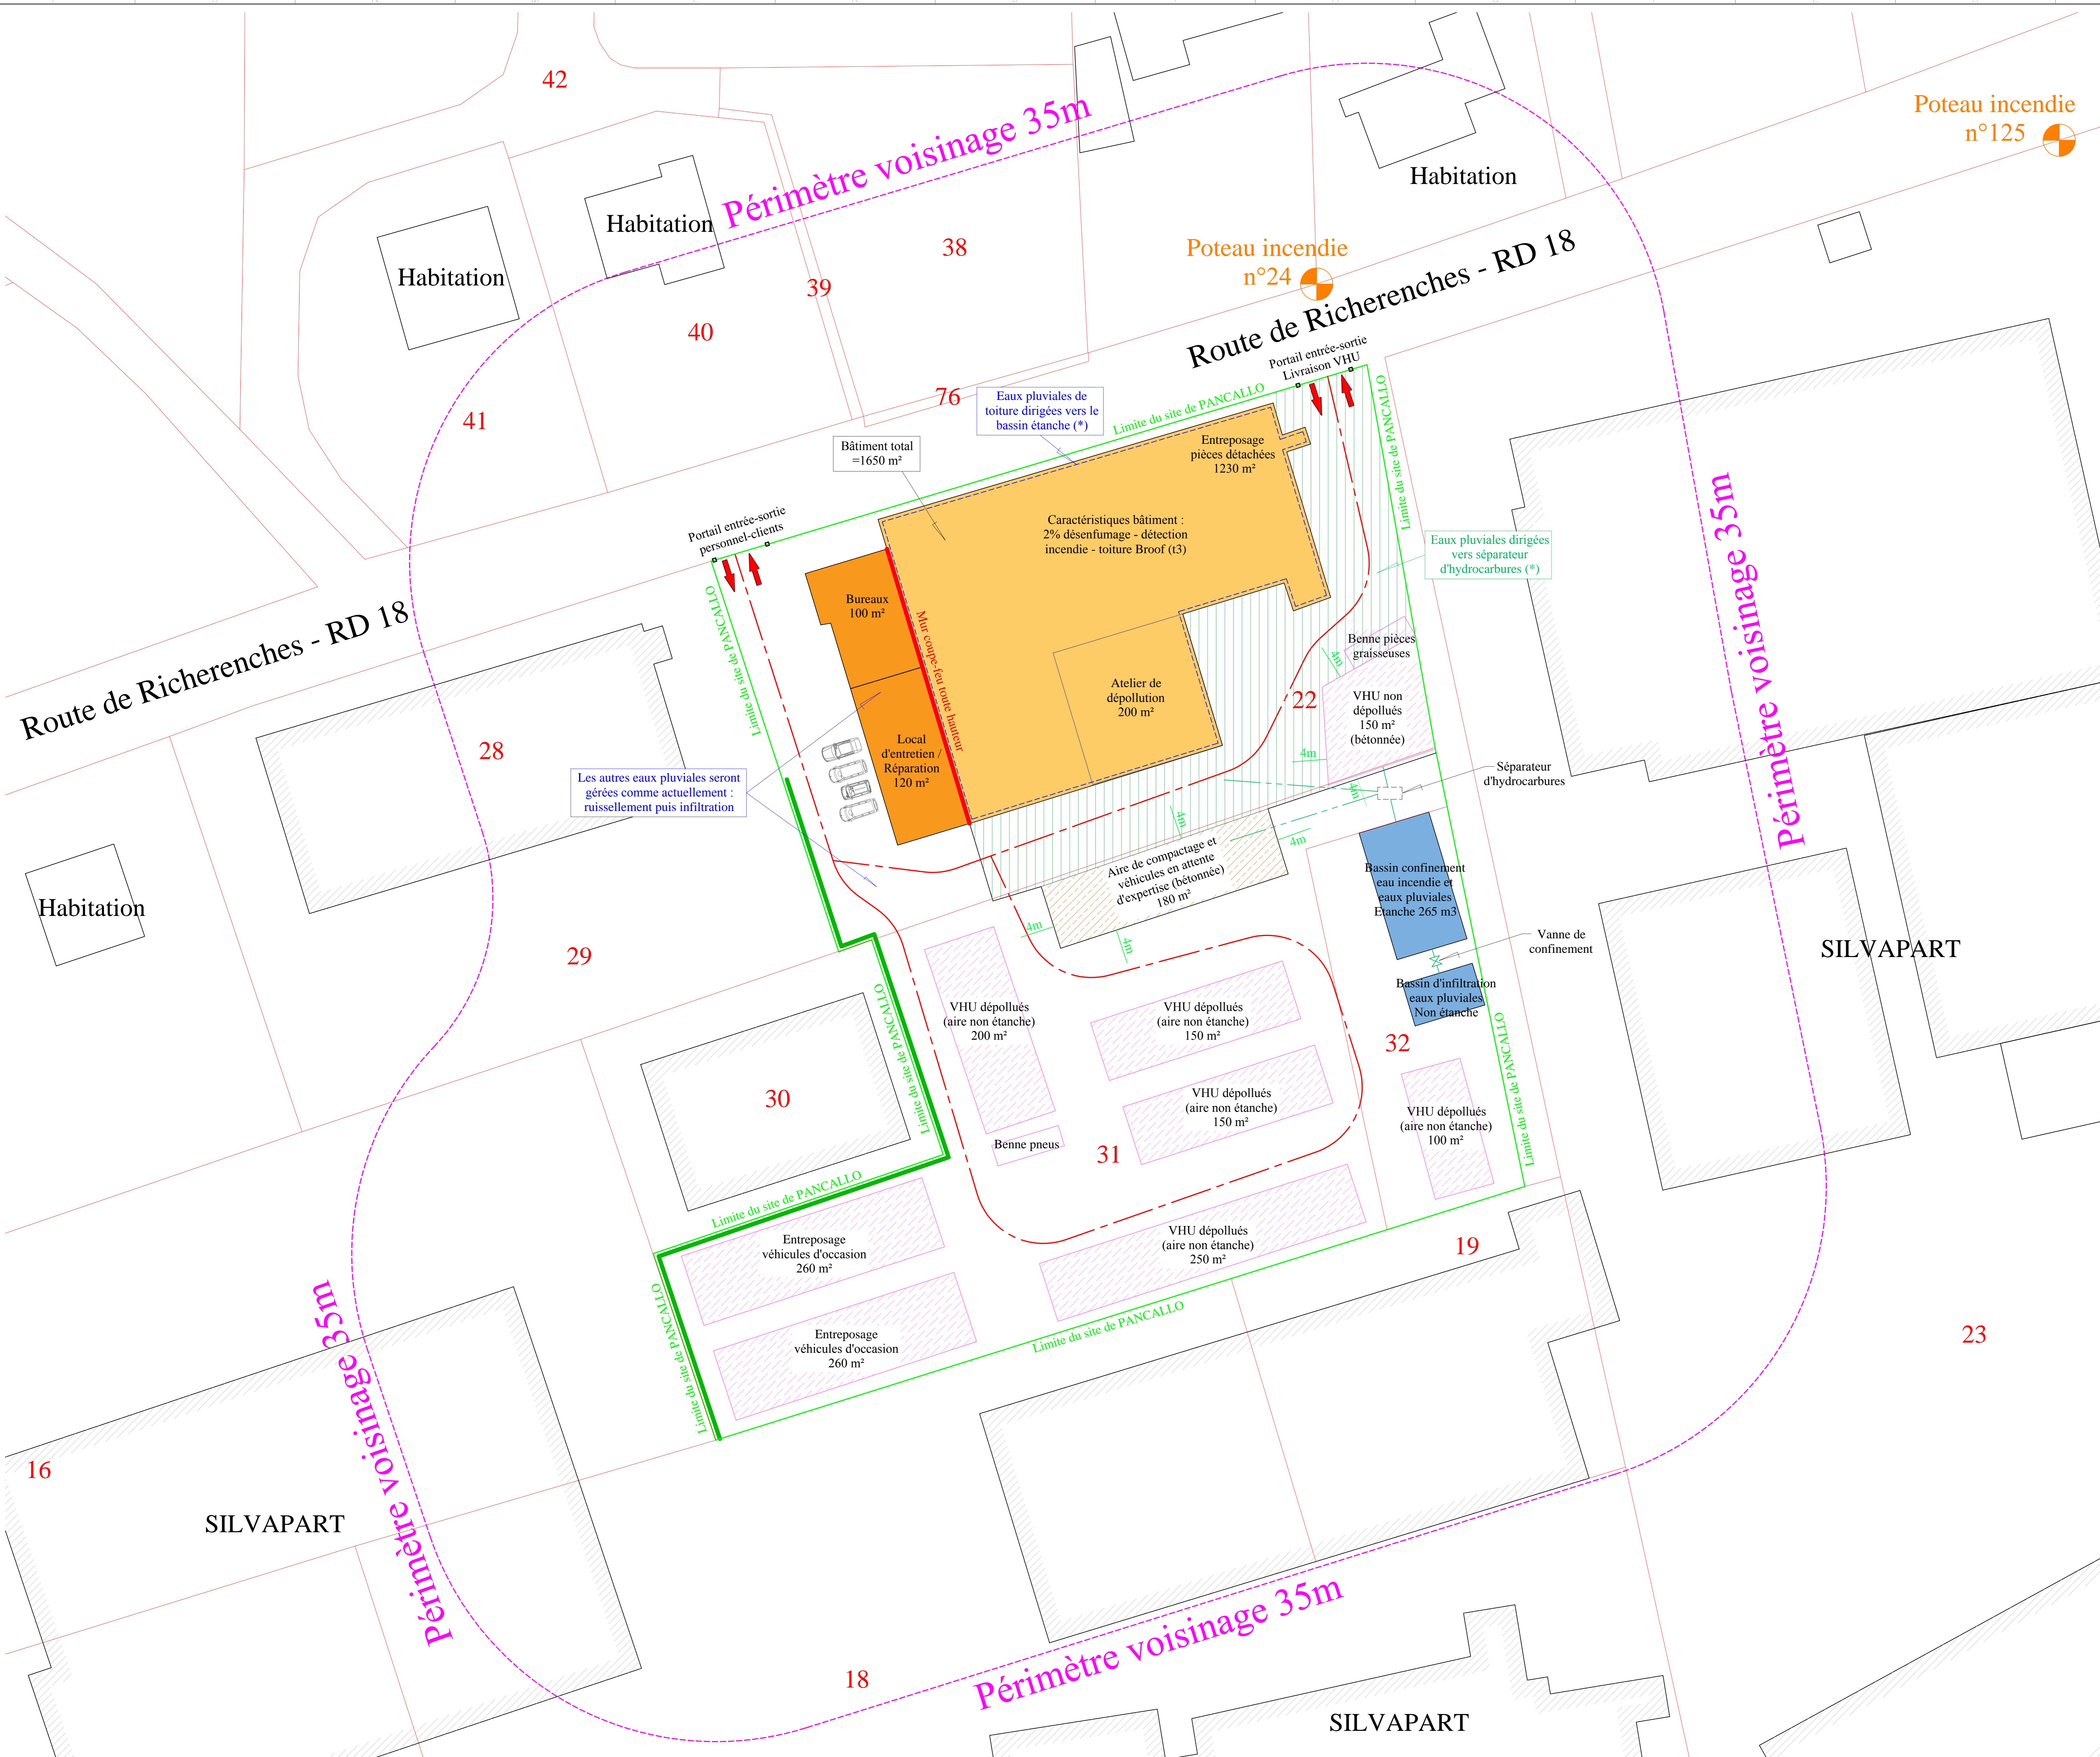 42
Périmètre voisinage 35m
Poteau incendie
n°125
Habitation
Habitation
Habitation
38
39
40
41
76
Poteau incendie
n°24
Route de Richerenches - RD 18
Portail entrée-sortie
Livraison VHU
Limite du site de PANCALLO
Limite du site de PANCALLO
Eaux pluviales de
toiture dirigées vers le
bassin étanche (*)
Bâtiment total
=1650 m²
Entreposage
pièces détachées
1230 m²
Caractéristiques bâtiment :
2% désenfumage - détection
incendie - toiture Broof (t3)
Portail entrée-sortie
personnel-clients
Eaux pluviales dirigées
vers séparateur
d'hydrocarbures (*)
Périmètre voisinage 35m
Bureaux
100 m²
Mur coupe-feu toute hauteur
Limite du site de PANCALLO
Route de Richerenches - RD 18
Benne pièces
graisseuses
4m
Atelier de
dépollution
200 m²
22
VHU non
dépollués
150 m²
(bétonnée)
4m
28
Local
d'entretien /
Réparation
120 m²
Les autres eaux pluviales seront
gérées comme actuellement :
ruissellement puis infiltration
Séparateur
d'hydrocarbures
4m
4m
4m
Aire de compactage et
véhicules en attente
d'expertise (bétonnée)
180 m²
Bassin confinement
eau incendie et
eaux pluviales
Etanche 265 m3
Habitation
29
4m
4m
Vanne de
confinement
SILVAPART
Bassin d'infiltration
eaux pluviales
Non étanche
VHU dépollués
(aire non étanche)
200 m²
VHU dépollués
(aire non étanche)
150 m²
32
Limite du site de PANCALLO
Limite du site de PANCALLO
30
VHU dépollués
(aire non étanche)
150 m²
VHU dépollués
(aire non étanche)
100 m²
Benne pneus
31
Limite du site de PANCALLO
Entreposage
véhicules d'occasion
260 m²
VHU dépollués
(aire non étanche)
250 m²
19
Limite du site de PANCALLO
Limite du site de PANCALLO
Entreposage
véhicules d'occasion
260 m²
23
Périmètre voisinage 35m
16
SILVAPART
18
Périmètre voisinage 35m
SILVAPART